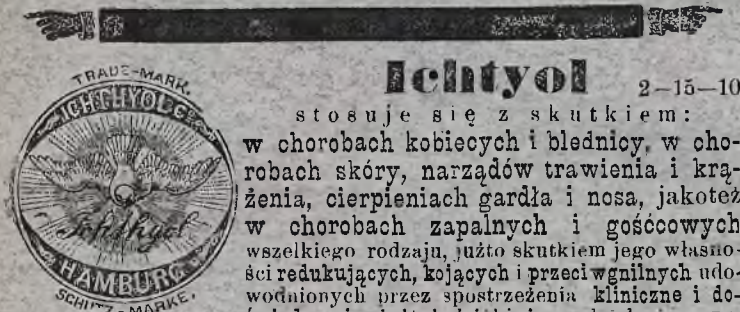 TRADE-MARK.
ICHTHYOL Co
Ichthyol
HAMBURG
SCHUTZ-MARKE.
Ichtyol 2—15—10
stosuje się z skutkiem:
w chorobach kobiecych i blednicy, w cho-
robach skóry, narządów trawienia i krą-
żenia, cierpieniach gardła i nosa, jakoteż
w chorobach zapalnych i gośćcowych
wszelkiego rodzaju, jużto skutkiem jego własno-
ści redukujących, kojących i przeciwgnilnych udo-
wodnionych przez spostrzeżenia kliniczne i do-